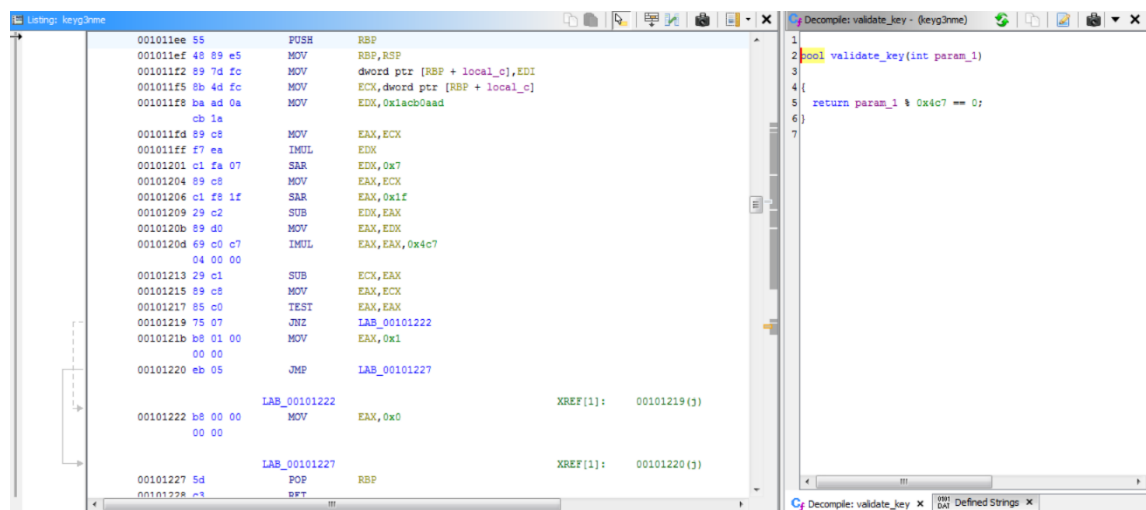 Listing: keyg3nme
001011ee 55 PUSH RBP
001011ef 48 89 e5 MOV RBP,RSP
001011f2 89 7d fc MOV dword ptr [RBP + local_c],EDI
001011f5 8b 4d fc MOV ECX,dword ptr [RBP + local_c]
001011f8 ba ad 0a MOV EDX,0x1acb0aad
cb 1a
001011fd 89 c8 MOV EAX,ECX
001011ff f7 ea IMUL EDX
00101201 c1 fa 07 SAR EDX,0x7
00101204 89 c8 MOV EAX,ECX
00101206 c1 f8 1f SAR EAX,0x1f
00101209 29 c2 SUB EDX,EAX
0010120b 89 d0 MOV EAX,EDX
0010120d 69 c0 c7 IMUL EAX,EAX,0x4c7
04 00 00
00101213 29 c1 SUB ECX,EAX
00101215 89 c8 MOV EAX,ECX
00101217 85 c0 TEST EAX,EAX
00101219 75 07 JNZ LAB_00101222
0010121b b8 01 00 MOV EAX,0x1
00 00
00101220 eb 05 JMP LAB_00101227
LAB_00101222 XREF[1]: 00101219(j)
00101222 b8 00 00 MOV EAX,0x0
00 00
LAB_00101227 XREF[1]: 00101220(j)
00101227 5d POP RBP
00101228 c3 RET
Decompile: validate_key - (keyg3nme)
1
2 bool validate_key(int param_1)
3
4 {
5 return param_1 % 0x4c7 == 0;
6 }
7
Decompile: validate_key x Defined Strings x